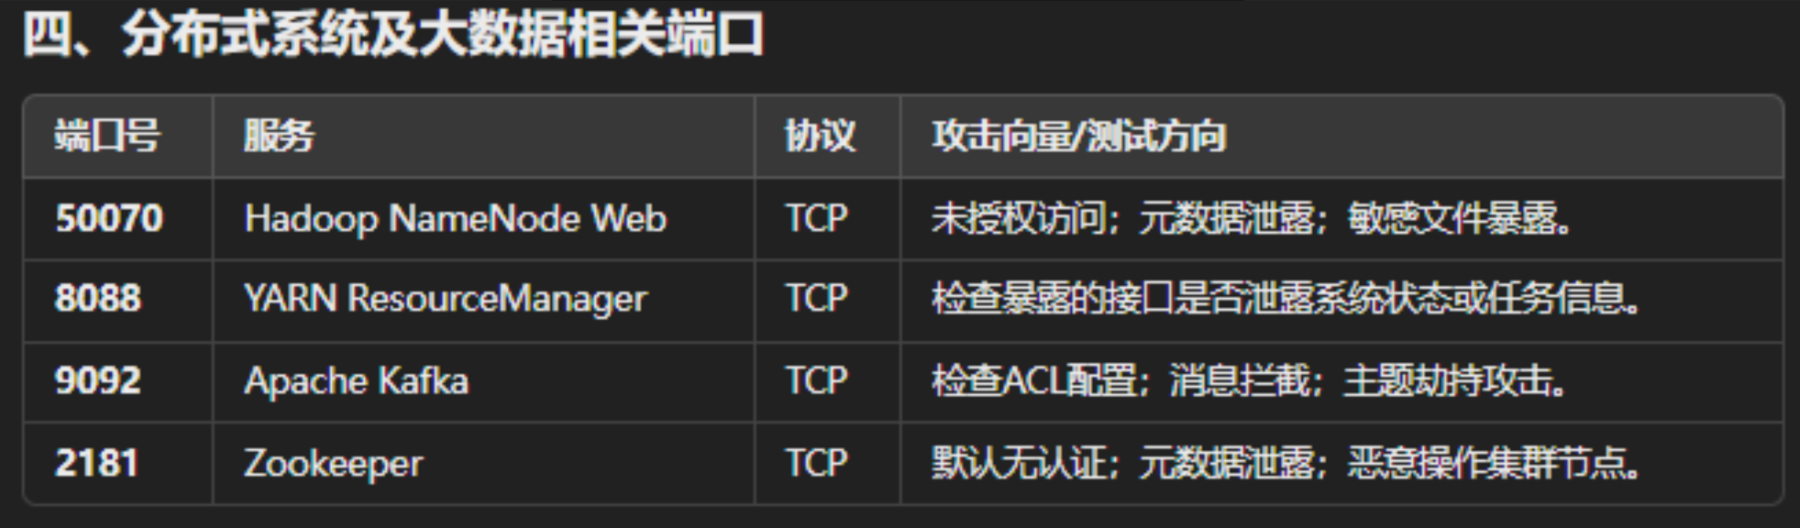 四、分布式系统及大数据相关端口
端口号 服务 协议 攻击向量/测试方向
50070 Hadoop NameNode Web TCP 未授权访问；元数据泄露；敏感文件暴露。
8088 YARN ResourceManager TCP 检查暴露的接口是否泄露系统状态或任务信息。
9092 Apache Kafka TCP 检查ACL配置；消息拦截；主题劫持攻击。
2181 Zookeeper TCP 默认无认证；元数据泄露；恶意操作集群节点。